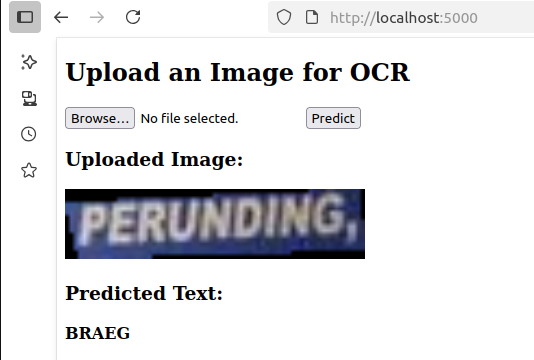 http://localhost:5000
Upload an Image for OCR
Browse... No file selected. Predict
Uploaded Image:
PERUNDING,
Predicted Text:
BRAEG